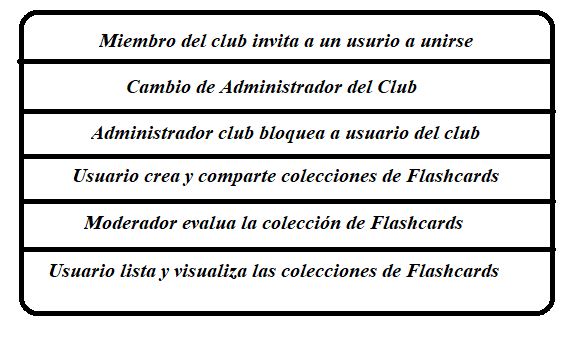 Miembro del club invita a un usurio a unirse
Cambio de Administrador del Club
Administrador club bloquea a usuario del club
Usuario crea y comparte colecciones de Flashcards
Moderador evalua la colección de Flashcards
Usuario lista y visualiza las colecciones de Flashcards